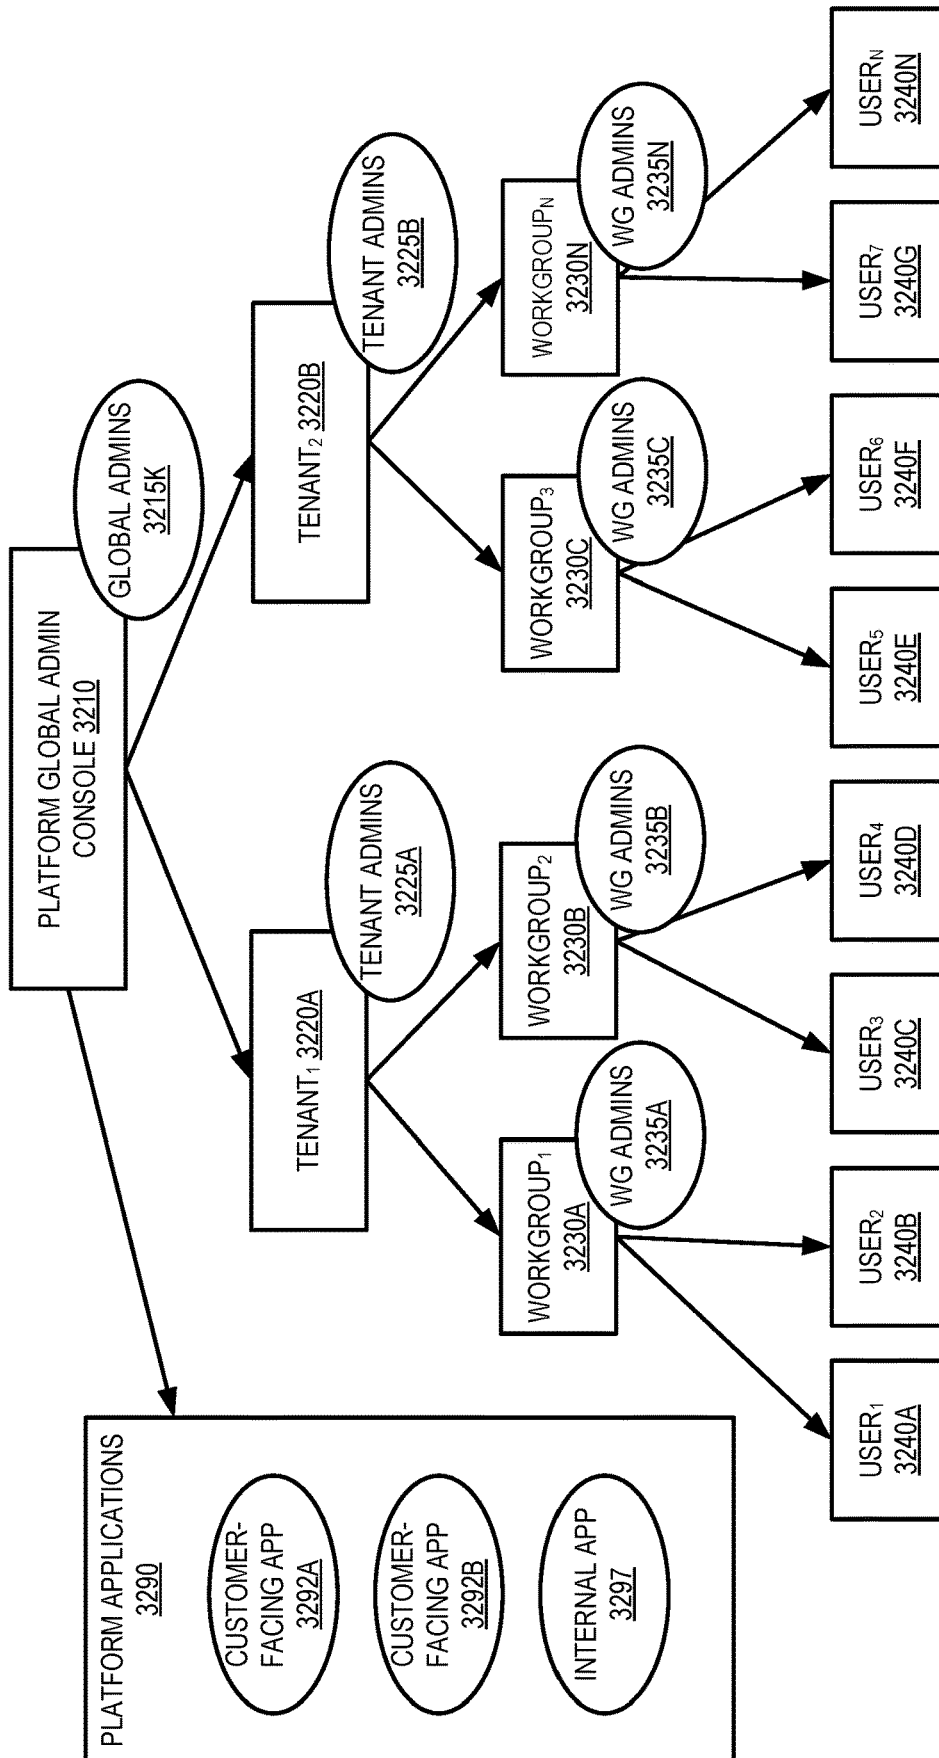 PLATFORM GLOBAL ADMIN
CONSOLE 3210
GLOBAL ADMINS
3215K
PLATFORM APPLICATIONS
3290
CUSTOMER-
FACING APP
3292A
CUSTOMER-
FACING APP
3292B
INTERNAL APP
3297
TENANT₁ 3220A
TENANT ADMINS
3225A
TENANT₂ 3220B
TENANT ADMINS
3225B
WORKGROUP₁
3230A
WG ADMINS
3235A
WORKGROUP₂
3230B
WG ADMINS
3235B
WORKGROUP₃
3230C
WG ADMINS
3235C
WORKGROUPN
3230N
WG ADMINS
3235N
USER₁
3240A
USER₂
3240B
USER₃
3240C
USER₄
3240D
USER₅
3240E
USER₆
3240F
USER₇
3240G
USERN
3240N